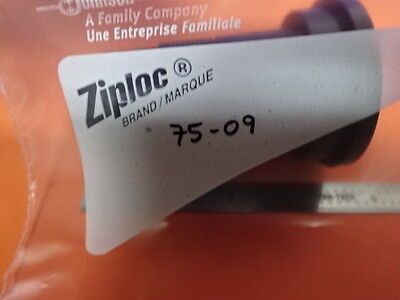 A Family Company
Une Entreprise Familiale
Ziploc®
BRAND/MARQUE
75-09